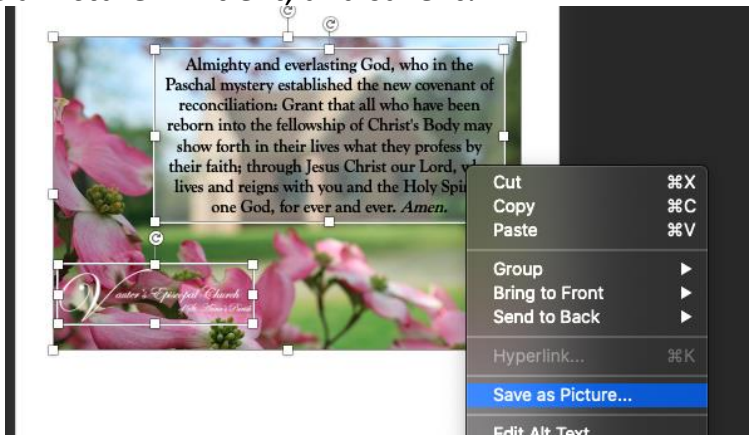 Almighty and everlasting God, who in the
Paschal mystery established the new covenant of
reconciliation: Grant that all who have been
reborn into the fellowship of Christ's Body may
show forth in their lives what they profess by
their faith; through Jesus Christ our Lord,
lives and reigns with you and the Holy
one God, for ever and ever. Amen.
Vauter's Episcopal Church
Cut ⌘X
Copy ⌘C
Paste ⌘V
Group
Bring to Front
Send to Back
Hyperlink... ⌘K
Save as Picture...
Edit Alt Text